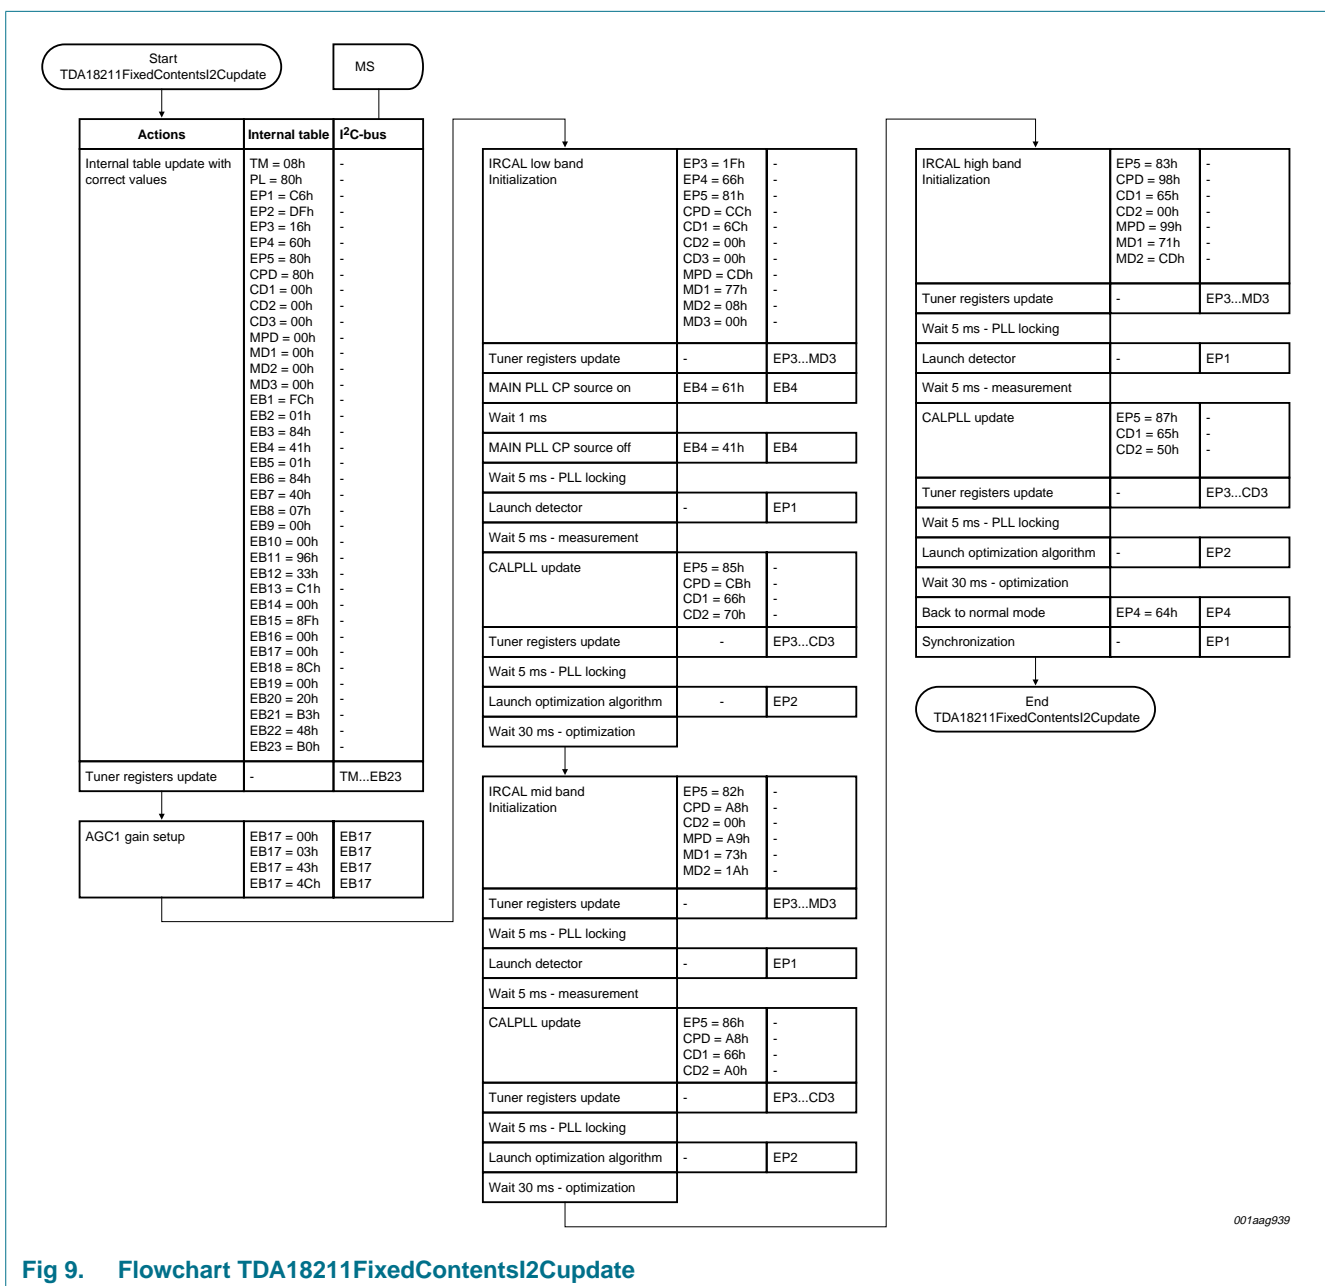 Start
TDA18211FixedContentsI2Cupdate
MS
Actions Internal table I2C-bus
Internal table update with TM = 08h -
correct values PL = 80h -
EP1 = C6h -
EP2 = DFh -
EP3 = 16h -
EP4 = 60h -
EP5 = 80h -
CPD = 80h -
CD1 = 00h -
CD2 = 00h -
CD3 = 00h -
MPD = 00h -
MD1 = 00h -
MD2 = 00h -
MD3 = 00h -
EB1 = FCh -
EB2 = 01h -
EB3 = 84h -
EB4 = 41h -
EB5 = 01h -
EB6 = 84h -
EB7 = 40h -
EB8 = 07h -
EB9 = 00h -
EB10 = 00h -
EB11 = 96h -
EB12 = 33h -
EB13 = C1h -
EB14 = 00h -
EB15 = 8Fh -
EB16 = 00h -
EB17 = 00h -
EB18 = 8Ch -
EB19 = 00h -
EB20 = 20h -
EB21 = B3h -
EB22 = 48h -
EB23 = B0h -
Tuner registers update - TM...EB23
AGC1 gain setup EB17 = 00h EB17
EB17 = 03h EB17
EB17 = 43h EB17
EB17 = 4Ch EB17
IRCAL low band EP3 = 1Fh -
Initialization EP4 = 66h -
EP5 = 81h -
CPD = CCh -
CD1 = 6Ch -
CD2 = 00h -
CD3 = 00h -
MPD = CDh -
MD1 = 77h -
MD2 = 08h -
MD3 = 00h -
Tuner registers update - EP3...MD3
MAIN PLL CP source on EB4 = 61h EB4
Wait 1 ms
MAIN PLL CP source off EB4 = 41h EB4
Wait 5 ms - PLL locking
Launch detector - EP1
Wait 5 ms - measurement
CALPLL update EP5 = 85h -
CPD = CBh -
CD1 = 66h -
CD2 = 70h -
Tuner registers update - EP3...CD3
Wait 5 ms - PLL locking
Launch optimization algorithm - EP2
Wait 30 ms - optimization
IRCAL mid band EP5 = 82h -
Initialization CPD = A8h -
CD2 = 00h -
MPD = A9h -
MD1 = 73h -
MD2 = 1Ah -
Tuner registers update - EP3...MD3
Wait 5 ms - PLL locking
Launch detector - EP1
Wait 5 ms - measurement
CALPLL update EP5 = 86h -
CPD = A8h -
CD1 = 66h -
CD2 = A0h -
Tuner registers update - EP3...CD3
Wait 5 ms - PLL locking
Launch optimization algorithm - EP2
Wait 30 ms - optimization
IRCAL high band EP5 = 83h -
Initialization CPD = 98h -
CD1 = 65h -
CD2 = 00h -
MPD = 99h -
MD1 = 71h -
MD2 = CDh -
Tuner registers update - EP3...MD3
Wait 5 ms - PLL locking
Launch detector - EP1
Wait 5 ms - measurement
CALPLL update EP5 = 87h -
CD1 = 65h -
CD2 = 50h -
Tuner registers update - EP3...CD3
Wait 5 ms - PLL locking
Launch optimization algorithm - EP2
Wait 30 ms - optimization
Back to normal mode EP4 = 64h EP4
Synchronization - EP1
End
TDA18211FixedContentsI2Cupdate
001aag939
Fig 9. Flowchart TDA18211FixedContentsI2Cupdate